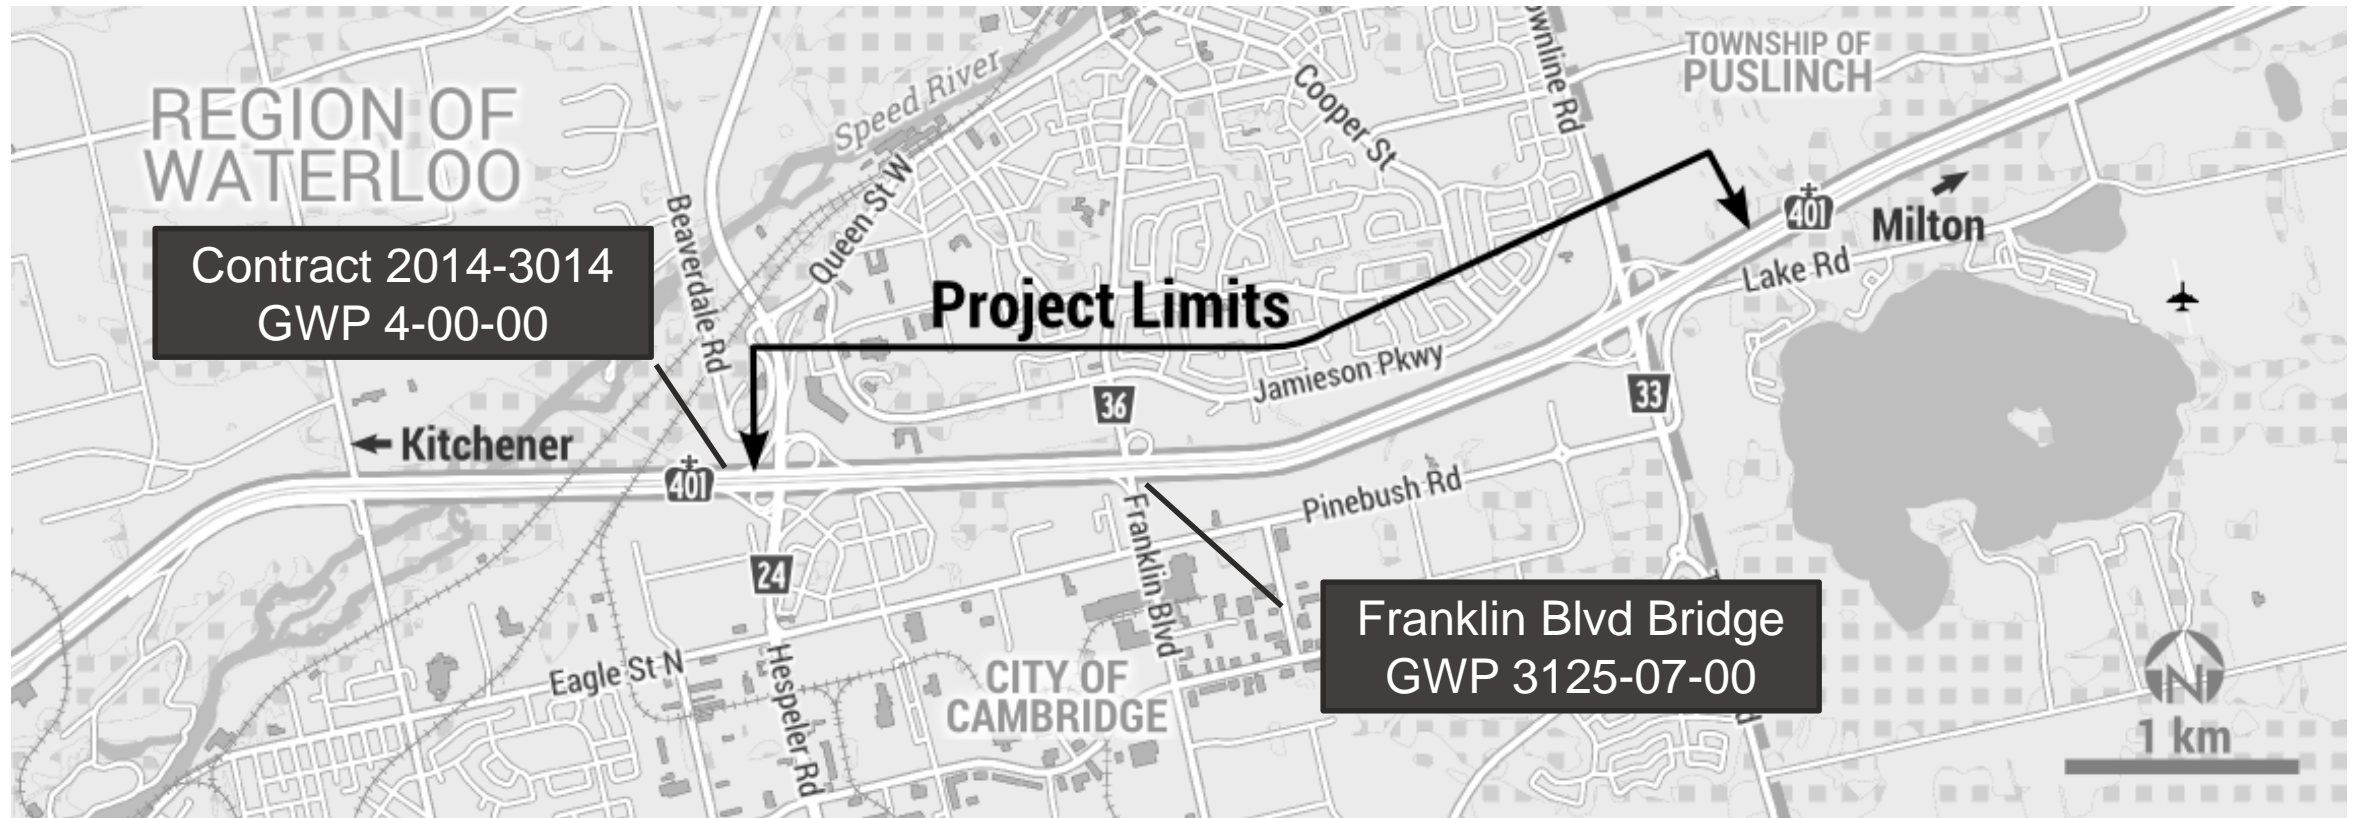 ownline Rd
TOWNSHIP OF
PUSLINCH
REGION OF
WATERLOO
Speed River
Cooper St
401
Milton
Beaverdale Rd
Queen St W
Contract 2014-3014
GWP 4-00-00
Lake Rd
Project Limits
Jamieson Pkwy
36
33
Kitchener
401
Pinebush Rd
Franklin Blvd
24
Franklin Blvd Bridge
GWP 3125-07-00
Eagle St N
Hespeler Rd
CITY OF
CAMBRIDGE
N
1 km